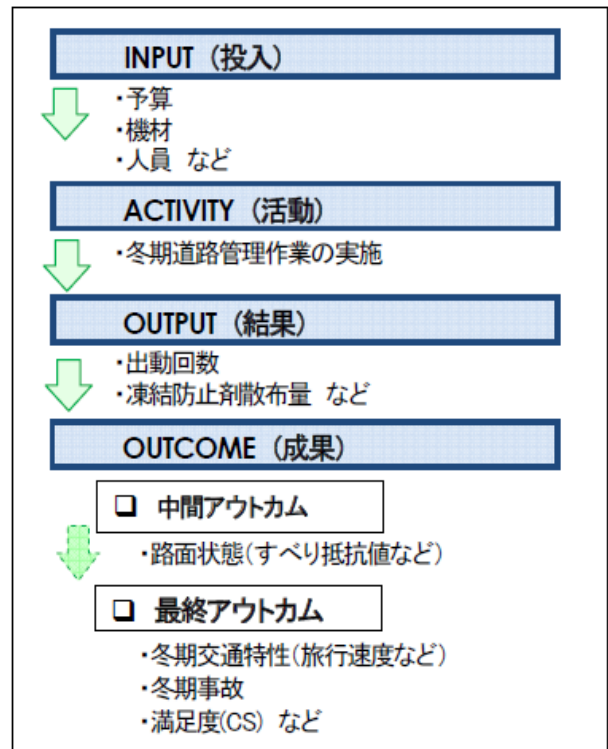 INPUT（投入）
・予算
・機材
・人員 など
ACTIVITY（活動）
・冬期道路管理作業の実施
OUTPUT（結果）
・出動回数
・凍結防止剤散布量 など
OUTCOME（成果）
❑ 中間アウトカム
・路面状態(すべり抵抗値など)
❑ 最終アウトカム
・冬期交通特性(旅行速度など)
・冬期事故
・満足度(CS) など